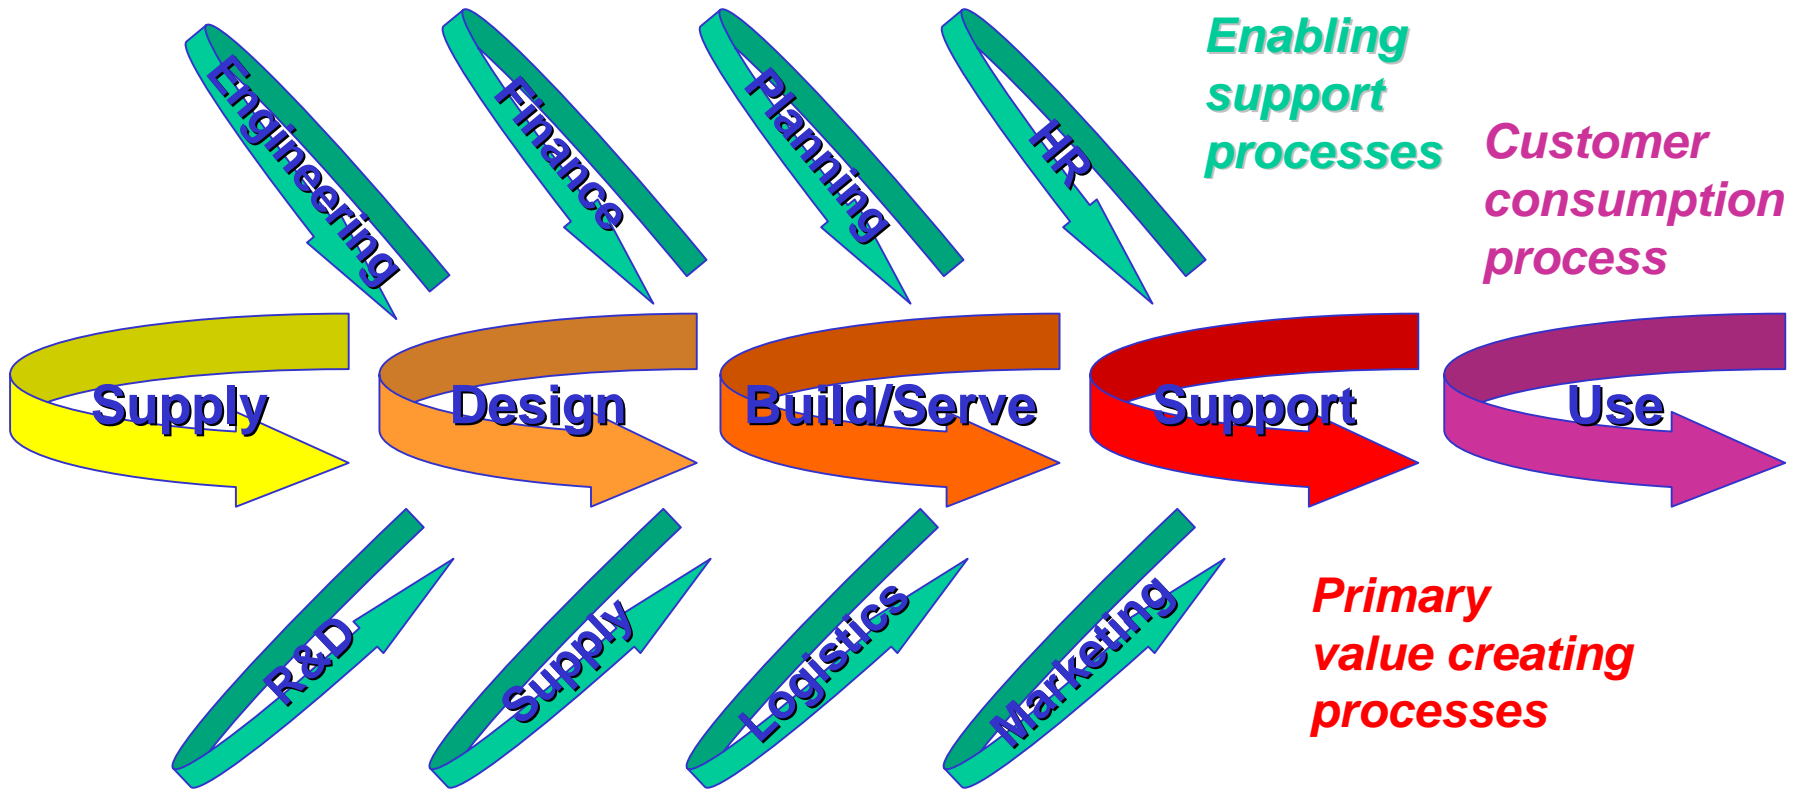 Engineering
Finance
Planning
HR
Enabling
support
processes
Customer
consumption
process
Supply
Design
Build/Serve
Support
Use
R&D
Supply
Logistics
Marketing
Primary
value creating
processes